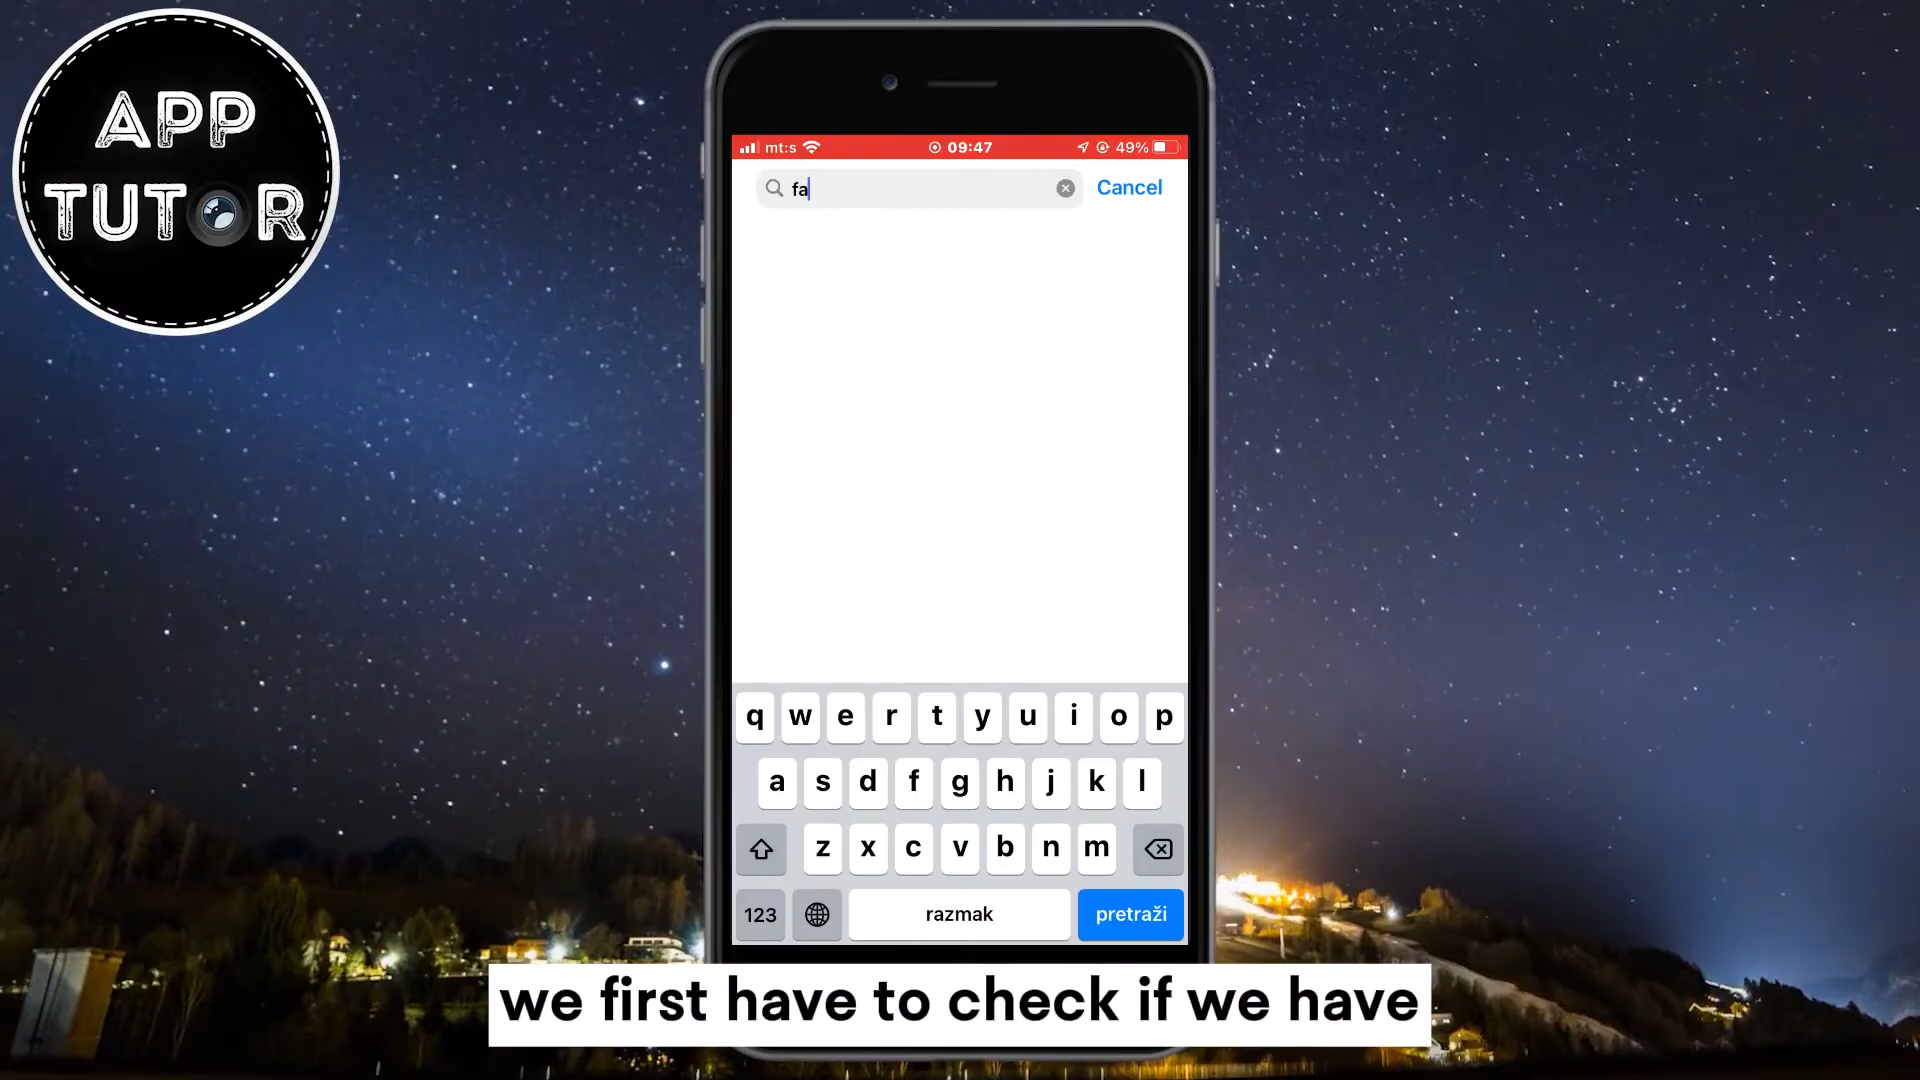 APP
TUTOR
mt:s 09:47 49%
fa Cancel
q w e r t y u i o p
a s d f g h j k l
z x c v b n m
123 razmak pretraži
we first have to check if we have